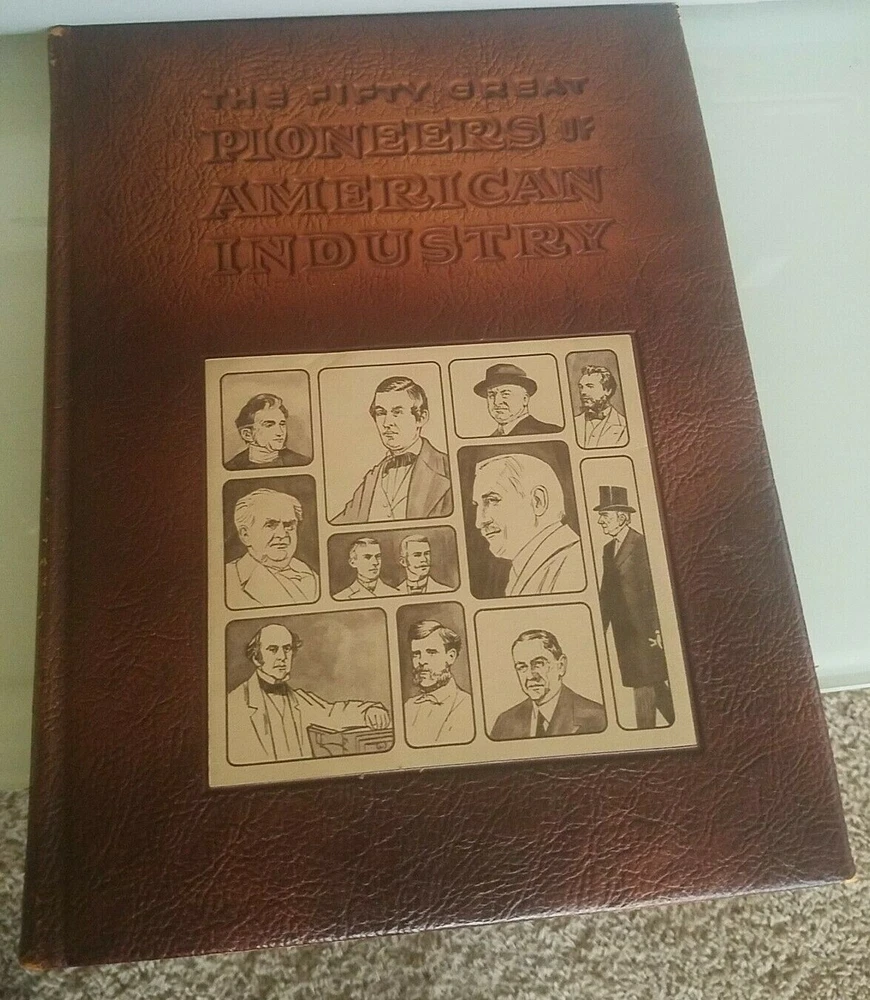 THE FIFTY GREAT
PIONEERS OF
AMERICAN
INDUSTRY